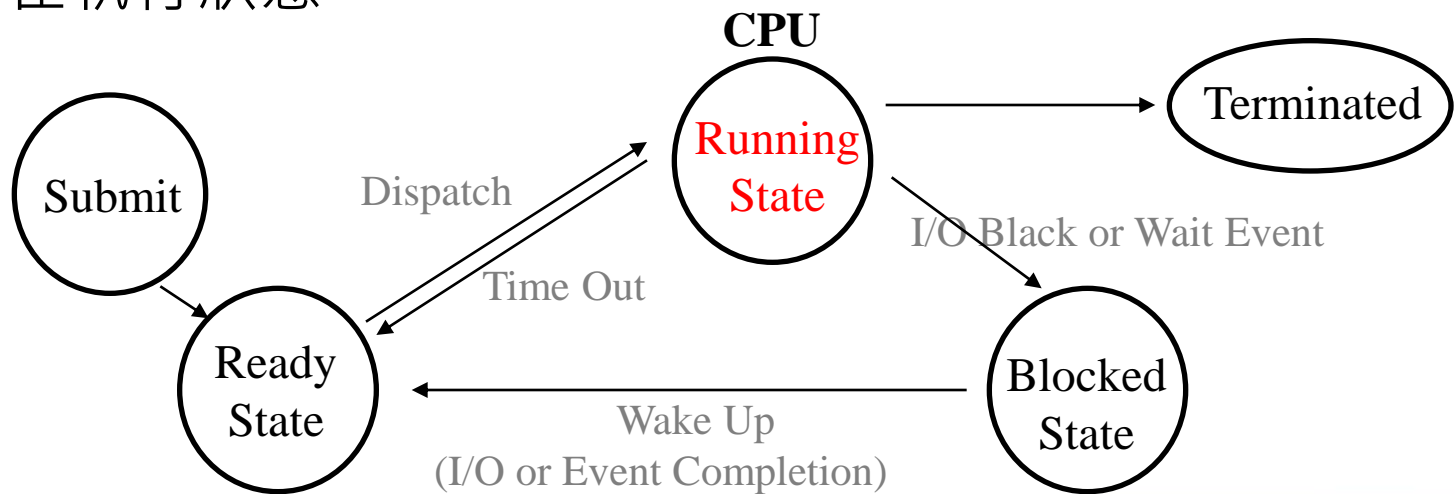 CPU
Terminated
Running
State
Submit
Dispatch
I/O Black or Wait Event
Time Out
Ready
State
Blocked
State
Wake Up
(I/O or Event Completion)